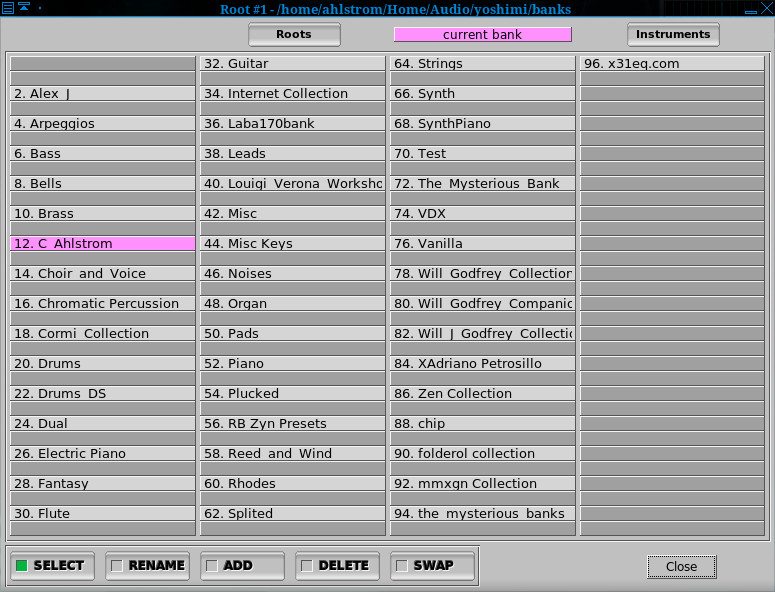 Root #1 - /home/ahlstrom/Home/Audio/yoshimi/banks
Roots
current bank
Instruments
2. Alex J
4. Arpeggios
6. Bass
8. Bells
10. Brass
12. C Ahlstrom
14. Choir and Voice
16. Chromatic Percussion
18. Cormi Collection
20. Drums
22. Drums DS
24. Dual
26. Electric Piano
28. Fantasy
30. Flute
32. Guitar
34. Internet Collection
36. Laba170bank
38. Leads
40. Louigi Verona Worksho
42. Misc
44. Misc Keys
46. Noises
48. Organ
50. Pads
52. Piano
54. Plucked
56. RB Zyn Presets
58. Reed and Wind
60. Rhodes
62. Splited
64. Strings
66. Synth
68. SynthPiano
70. Test
72. The Mysterious Bank
74. VDX
76. Vanilla
78. Will Godfrey Collection
80. Will Godfrey Companic
82. Will J Godfrey Collectic
84. XAdriano Petrosillo
86. Zen Collection
88. chip
90. folderol collection
92. mmxgn Collection
94. the mysterious banks
96. x31eq.com
SELECT
RENAME
ADD
DELETE
SWAP
Close